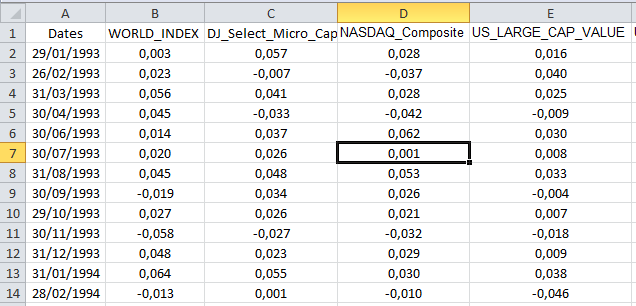 A B C D E
1 Dates WORLD_INDEX DJ_Select_Micro_Cap NASDAQ_Composite US_LARGE_CAP_VALUE
2 29/01/1993 0,003 0,057 0,028 0,016
3 26/02/1993 0,023 -0,007 -0,037 0,040
4 31/03/1993 0,056 0,041 0,028 0,025
5 30/04/1993 0,045 -0,033 -0,042 -0,009
6 30/06/1993 0,014 0,037 0,062 0,030
7 30/07/1993 0,020 0,026 0,001 0,008
8 31/08/1993 0,045 0,048 0,053 0,033
9 30/09/1993 -0,019 0,034 0,026 -0,004
10 29/10/1993 0,027 0,026 0,021 0,007
11 30/11/1993 -0,058 -0,027 -0,032 -0,018
12 31/12/1993 0,048 0,023 0,029 0,009
13 31/01/1994 0,064 0,055 0,030 0,038
14 28/02/1994 -0,013 0,001 -0,010 -0,046